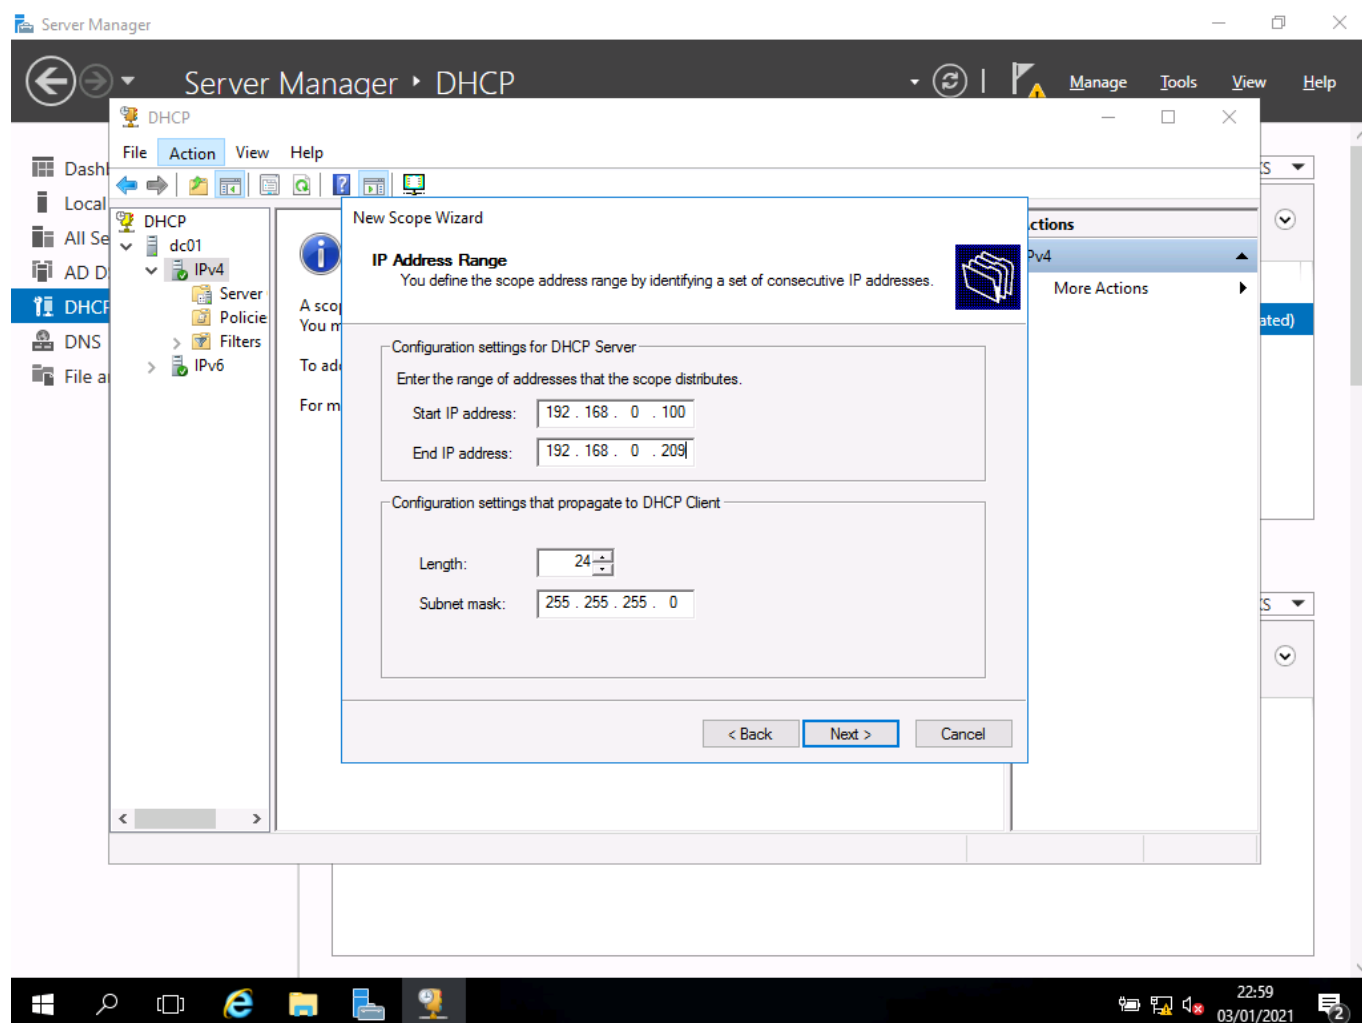 Server Manager
Server Manager • DHCP
Manage Tools View Help
DHCP
File Action View Help
Dash
Local
All Se
AD D
DHCP
DNS
File a
DHCP
dc01
IPv4
Server
Policie
Filters
IPv6
A scop
You m
To add
For m
New Scope Wizard
IP Address Range
You define the scope address range by identifying a set of consecutive IP addresses.
Configuration settings for DHCP Server
Enter the range of addresses that the scope distributes.
Start IP address: 192 . 168 . 0 . 100
End IP address: 192 . 168 . 0 . 209
Configuration settings that propagate to DHCP Client
Length: 24
Subnet mask: 255 . 255 . 255 . 0
< Back Next > Cancel
ctions
Pv4
More Actions
KS
ated)
KS
22:59
03/01/2021
2